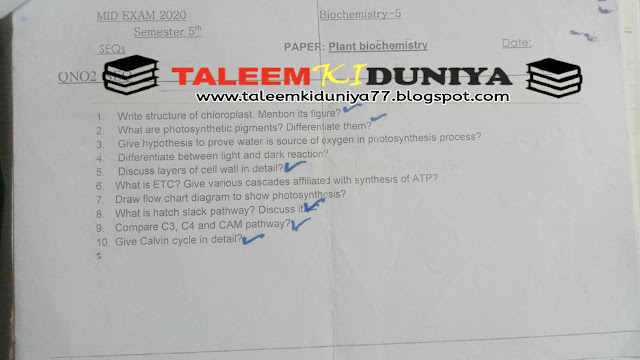 MID EXAM 2020 Biochemistry-5
Semester 5th
SEQs PAPER: Plant biochemistry Date:
QNO2
TALEEM KI DUNIYA
www.taleemkiduniya77.blogspot.com
1. Write structure of chloroplast. Mention its figure?
2. What are photosynthetic pigments? Differentiate them?
3. Give hypothesis to prove water is source of oxygen in photosynthesis process?
4. Differentiate between light and dark reaction?
5. Discuss layers of cell wall in detail?
6. What is ETC? Give various cascades affiliated with synthesis of ATP?
7. Draw flow chart diagram to show photosynthesis?
8. What is hatch slack pathway? Discuss it
9. Compare C3, C4 and CAM pathway?
10. Give Calvin cycle in detail?